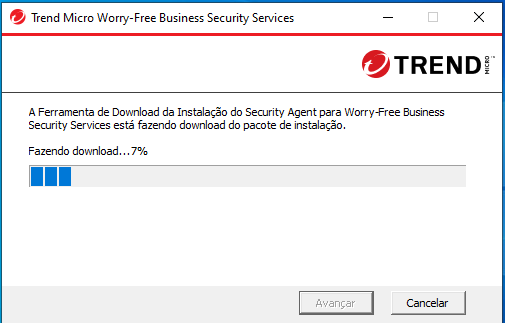 Trend Micro Worry-Free Business Security Services
TREND
MICRO
™
A Ferramenta de Download da Instalação do Security Agent para Worry-Free Business
Security Services está fazendo download do pacote de instalação.
Fazendo download...7%
Avançar
Cancelar